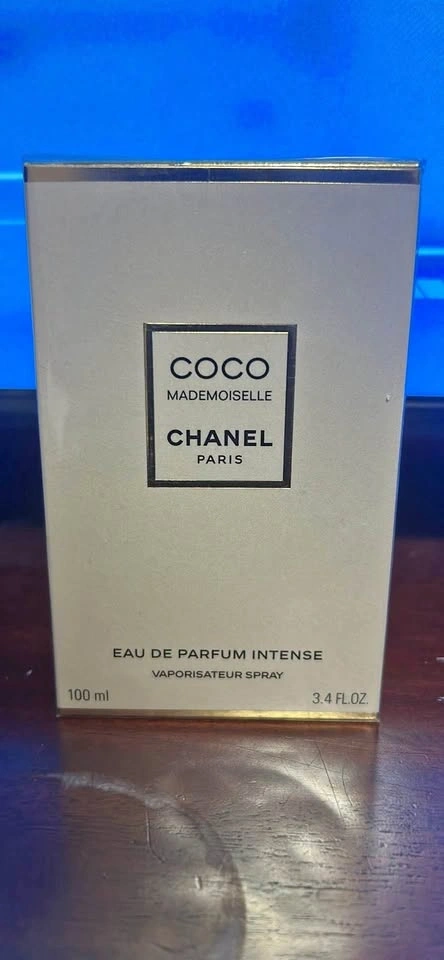 COCO
MADEMOISELLE
CHANEL
PARIS
EAU DE PARFUM INTENSE
VAPORISATEUR SPRAY
100 ml 3.4 FL.OZ.